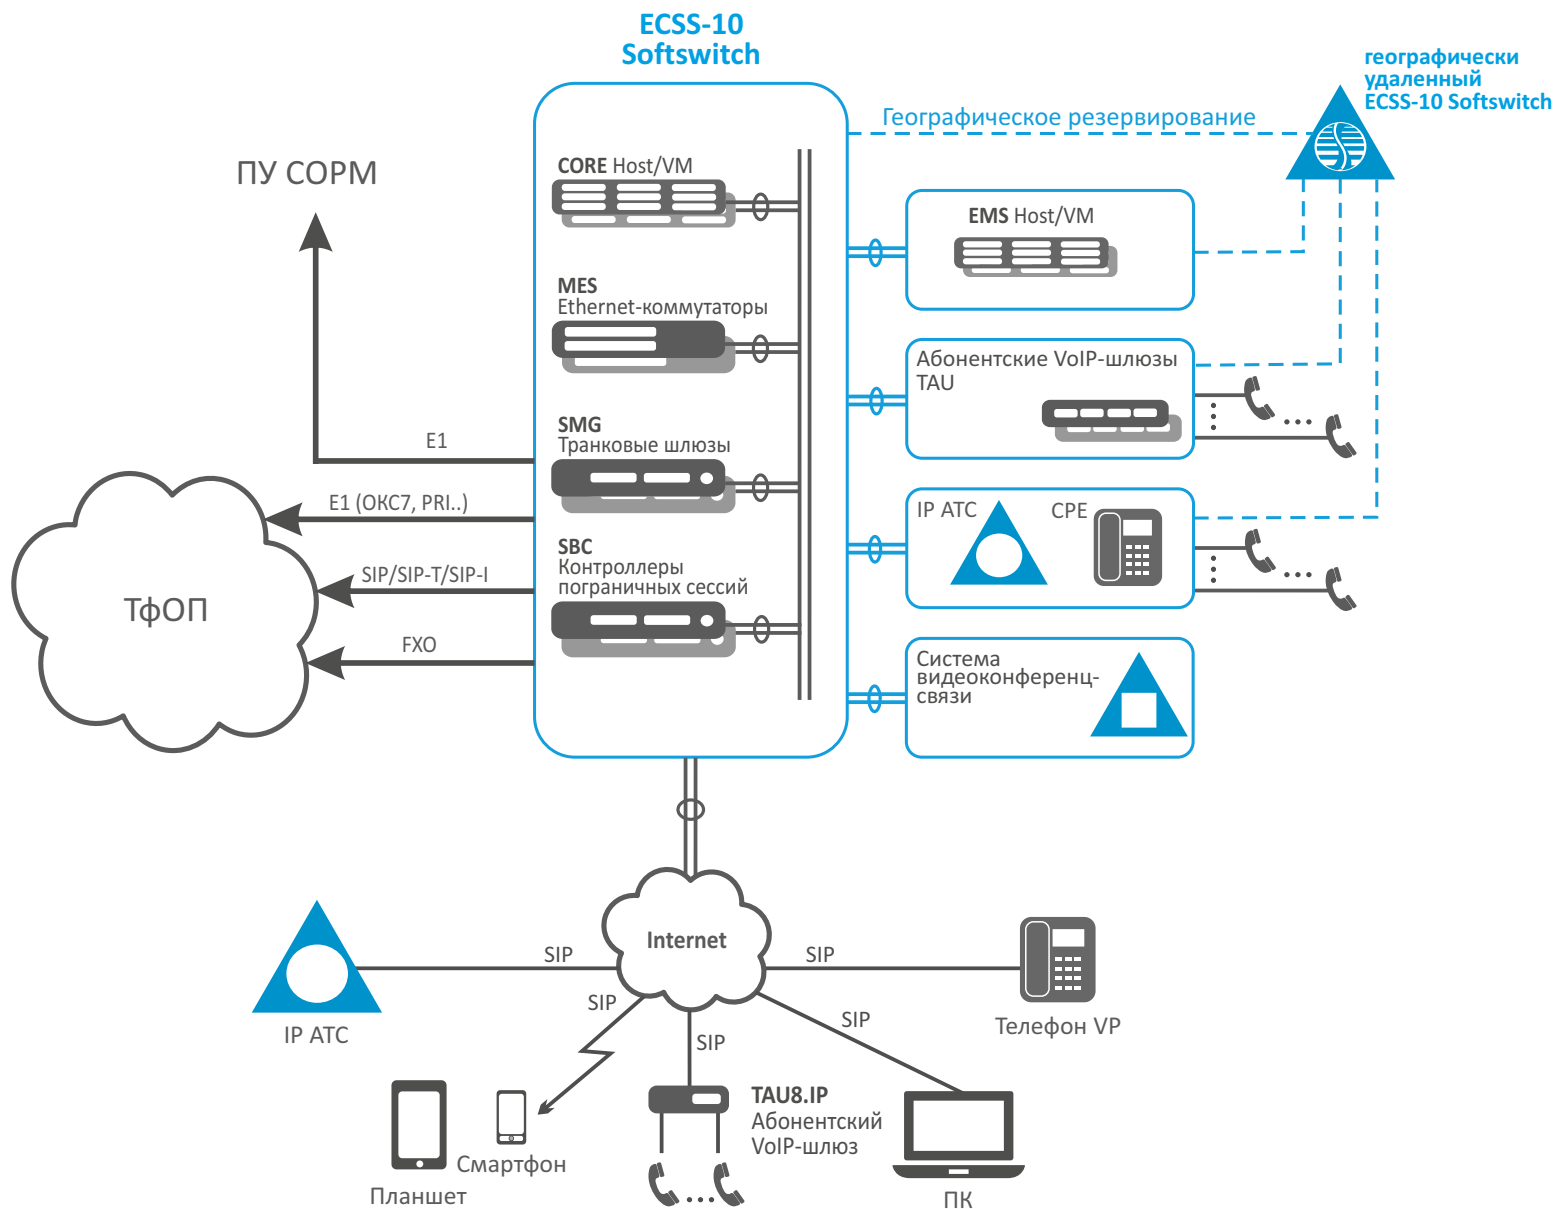 ECSS-10
Softswitch
географически
удаленный
ECSS-10 Softswitch
Географическое резервирование
ПУ СОРМ
CORE Host/VM
EMS Host/VM
MES
Ethernet-коммутаторы
Абонентские VoIP-шлюзы
TAU
SMG
Транковые шлюзы
E1
E1 (ОКС7, PRI..)
IP АТС
CPE
SBC
Контроллеры
пограничных сессий
SIP/SIP-T/SIP-I
ТфОП
FXO
Система
видеоконференц-
связи
Internet
SIP
SIP
SIP
SIP
SIP
IP АТС
Телефон VP
TAU8.IP
Абонентский
VoIP-шлюз
Смартфон
Планшет
ПК